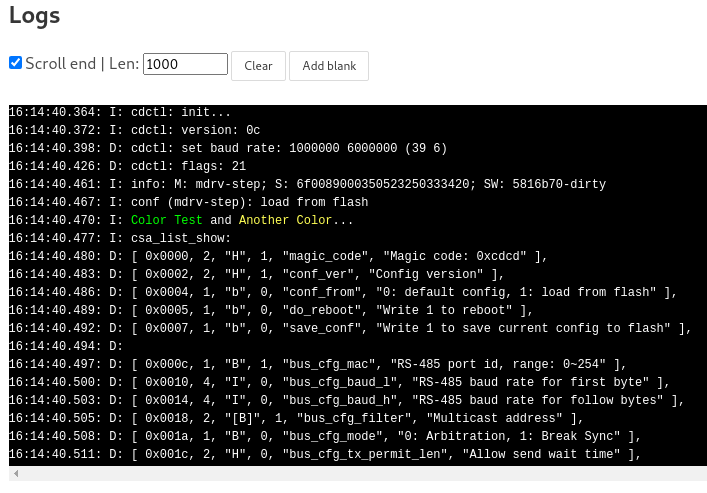 Logs
Scroll end | Len: 1000 Clear Add blank
16:14:40.364: I: cdctl: init...
16:14:40.372: I: cdctl: version: 0c
16:14:40.398: D: cdctl: set baud rate: 1000000 6000000 (39 6)
16:14:40.426: D: cdctl: flags: 21
16:14:40.461: I: info: M: mdrv-step; S: 6f0089000350523250333420; SW: 5816b70-dirty
16:14:40.467: I: conf (mdrv-step): load from flash
16:14:40.470: I: Color Test and Another Color...
16:14:40.477: I: csa_list_show:
16:14:40.480: D: [ 0x0000, 2, "H", 1, "magic_code", "Magic code: 0xcdcd" ],
16:14:40.483: D: [ 0x0002, 2, "H", 1, "conf_ver", "Config version" ],
16:14:40.486: D: [ 0x0004, 1, "b", 0, "conf_from", "0: default config, 1: load from flash" ],
16:14:40.489: D: [ 0x0005, 1, "b", 0, "do_reboot", "Write 1 to reboot" ],
16:14:40.492: D: [ 0x0007, 1, "b", 0, "save_conf", "Write 1 to save current config to flash" ],
16:14:40.494: D:
16:14:40.497: D: [ 0x000c, 1, "B", 1, "bus_cfg_mac", "RS-485 port id, range: 0~254" ],
16:14:40.500: D: [ 0x0010, 4, "I", 0, "bus_cfg_baud_l", "RS-485 baud rate for first byte" ],
16:14:40.503: D: [ 0x0014, 4, "I", 0, "bus_cfg_baud_h", "RS-485 baud rate for follow bytes" ],
16:14:40.505: D: [ 0x0018, 2, "[B]", 1, "bus_cfg_filter", "Multicast address" ],
16:14:40.508: D: [ 0x001a, 1, "B", 0, "bus_cfg_mode", "0: Arbitration, 1: Break Sync" ],
16:14:40.511: D: [ 0x001c, 2, "H", 0, "bus_cfg_tx_permit_len", "Allow send wait time" ],